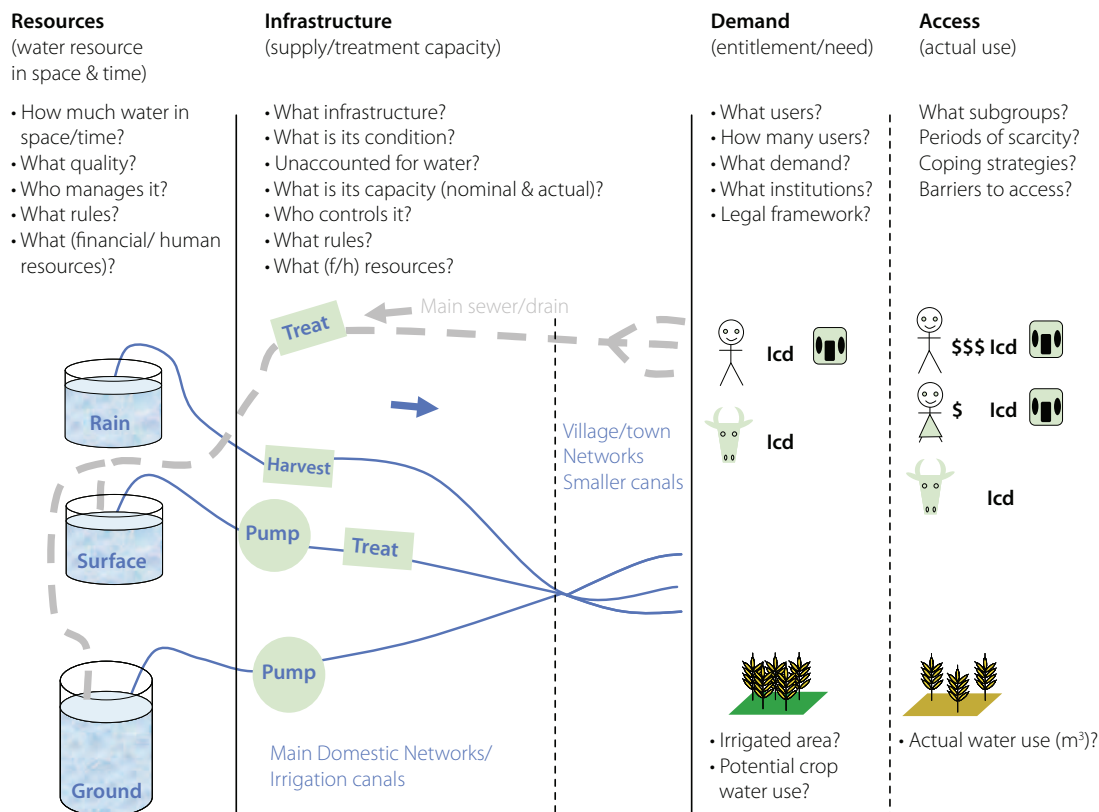 Resources
(water resource
in space & time)
• How much water in
space/time?
• What quality?
• Who manages it?
• What rules?
• What (financial/ human
resources)?
Infrastructure
(supply/treatment capacity)
• What infrastructure?
• What is its condition?
• Unaccounted for water?
• What is its capacity (nominal & actual)?
• Who controls it?
• What rules?
• What (f/h) resources?
Demand
(entitlement/need)
• What users?
• How many users?
• What demand?
• What institutions?
• Legal framework?
Access
(actual use)
What subgroups?
Periods of scarcity?
Coping strategies?
Barriers to access?
Main sewer/drain
Treat
Rain
Harvest
Surface
Pump
Treat
Ground
Pump
Village/town
Networks
Smaller canals
Main Domestic Networks/
Irrigation canals
lcd
lcd
$$$ lcd
$ lcd
lcd
• Irrigated area?
• Potential crop
water use?
• Actual water use (m³)?